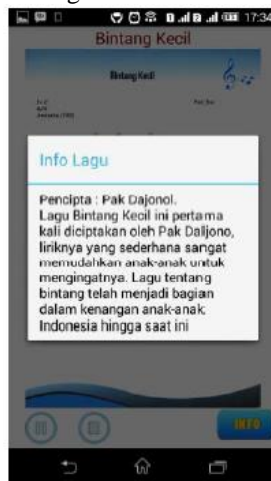 17:34
Bintang Kecil
Bintang Kecil
Info Lagu
Pencipta : Pak Dajonol.
Lagu Bintang Kecil ini pertama
kali diciptakan oleh Pak Daljono,
liriknya yang sederhana sangat
memudahkan anak-anak untuk
mengingatnya. Lagu tentang
bintang telah menjadi bagian
dalam kenangan anak-anak
Indonesia hingga saat ini
INFO